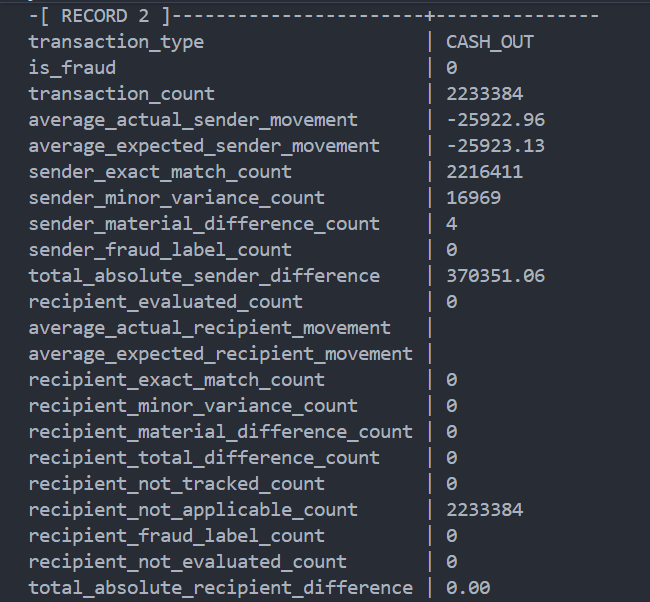 -[ RECORD 2 ]-----------------------+---------------
transaction_type                    | CASH_OUT
is_fraud                            | 0
transaction_count                   | 2233384
average_actual_sender_movement      | -25922.96
average_expected_sender_movement    | -25923.13
sender_exact_match_count            | 2216411
sender_minor_variance_count         | 16969
sender_material_difference_count    | 4
sender_fraud_label_count            | 0
total_absolute_sender_difference    | 370351.06
recipient_evaluated_count           | 0
average_actual_recipient_movement   |
average_expected_recipient_movement |
recipient_exact_match_count         | 0
recipient_minor_variance_count      | 0
recipient_material_difference_count | 0
recipient_total_difference_count    | 0
recipient_not_tracked_count         | 0
recipient_not_applicable_count      | 2233384
recipient_fraud_label_count         | 0
recipient_not_evaluated_count       | 0
total_absolute_recipient_difference | 0.00